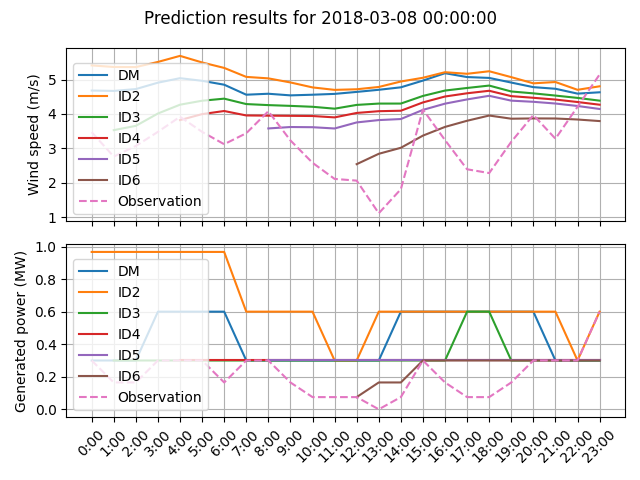 Prediction results for 2018-03-08 00:00:00
Wind speed (m/s)
5
4
3
2
1
DM
ID2
ID3
ID4
ID5
ID6
Observation
Generated power (MW)
1.0
0.8
0.6
0.4
0.2
0.0
DM
ID2
ID3
ID4
ID5
ID6
Observation
0:00 1:00 2:00 3:00 4:00 5:00 6:00 7:00 8:00 9:00 10:00 11:00 12:00 13:00 14:00 15:00 16:00 17:00 18:00 19:00 20:00 21:00 22:00 23:00